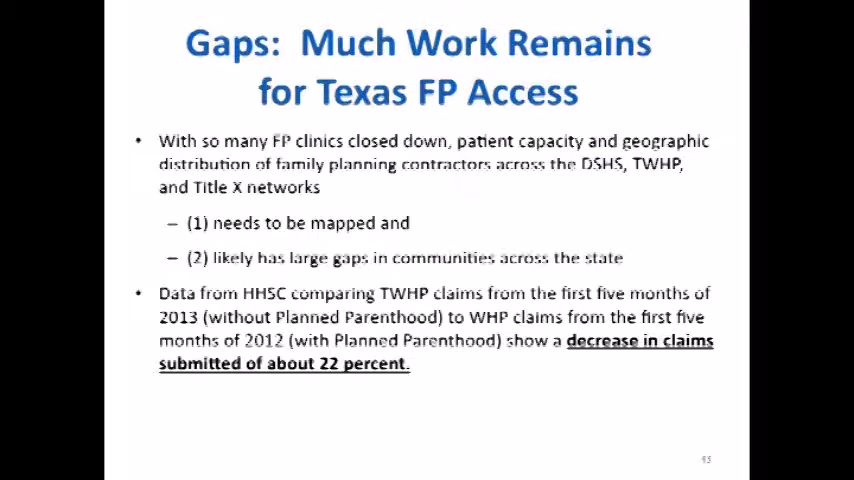 Gaps: Much Work Remains
for Texas FP Access
• With so many FP clinics closed down, patient capacity and geographic
distribution of family planning contractors across the DSHS, TWHP,
and Title X networks
– (1) needs to be mapped and
– (2) likely has large gaps in communities across the state
• Data from HHSC comparing TWHP claims from the first five months of
2013 (without Planned Parenthood) to WHP claims from the first five
months of 2012 (with Planned Parenthood) show a decrease in claims
submitted of about 22 percent.